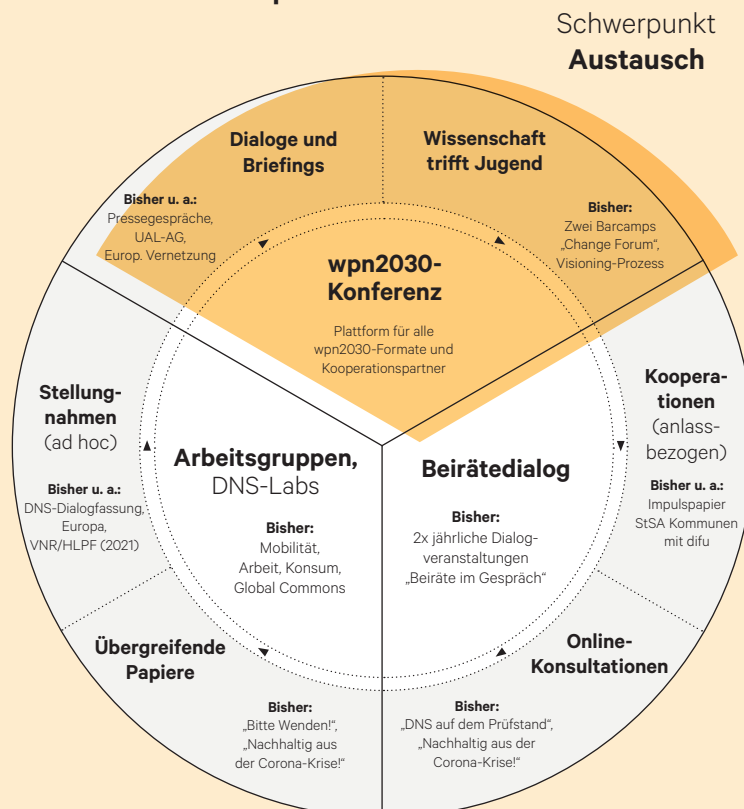 Schwerpunkt
Austausch
Dialoge und
Briefings
Bisher u. a.:
Pressegespräche,
UAL-AG,
Europ. Vernetzung
Wissenschaft
trifft Jugend
Bisher:
Zwei Barcamps
„Change Forum“,
Visioning-Prozess
wpn2030-
Konferenz
Plattform für alle
wpn2030-Formate und
Kooperationspartner
Stellung-
nahmen
(ad hoc)
Bisher u. a.:
DNS-Dialogfassung,
Europa,
VNR/HLPF (2021)
Arbeitsgruppen,
DNS-Labs
Bisher:
Mobilität,
Arbeit, Konsum,
Global Commons
Beirätedialog
Bisher:
2x jährliche Dialog-
veranstaltungen
„Beiräte im Gespräch“
Koopera-
tionen
(anlass-
bezogen)
Bisher u. a.:
Impulspapier
StSA Kommunen
mit difu
Übergreifende
Papiere
Bisher:
„Bitte Wenden!“,
„Nachhaltig aus
der Corona-Krise!“
Online-
Konsultationen
Bisher:
„DNS auf dem Prüfstand“,
„Nachhaltig aus der
Corona-Krise!“